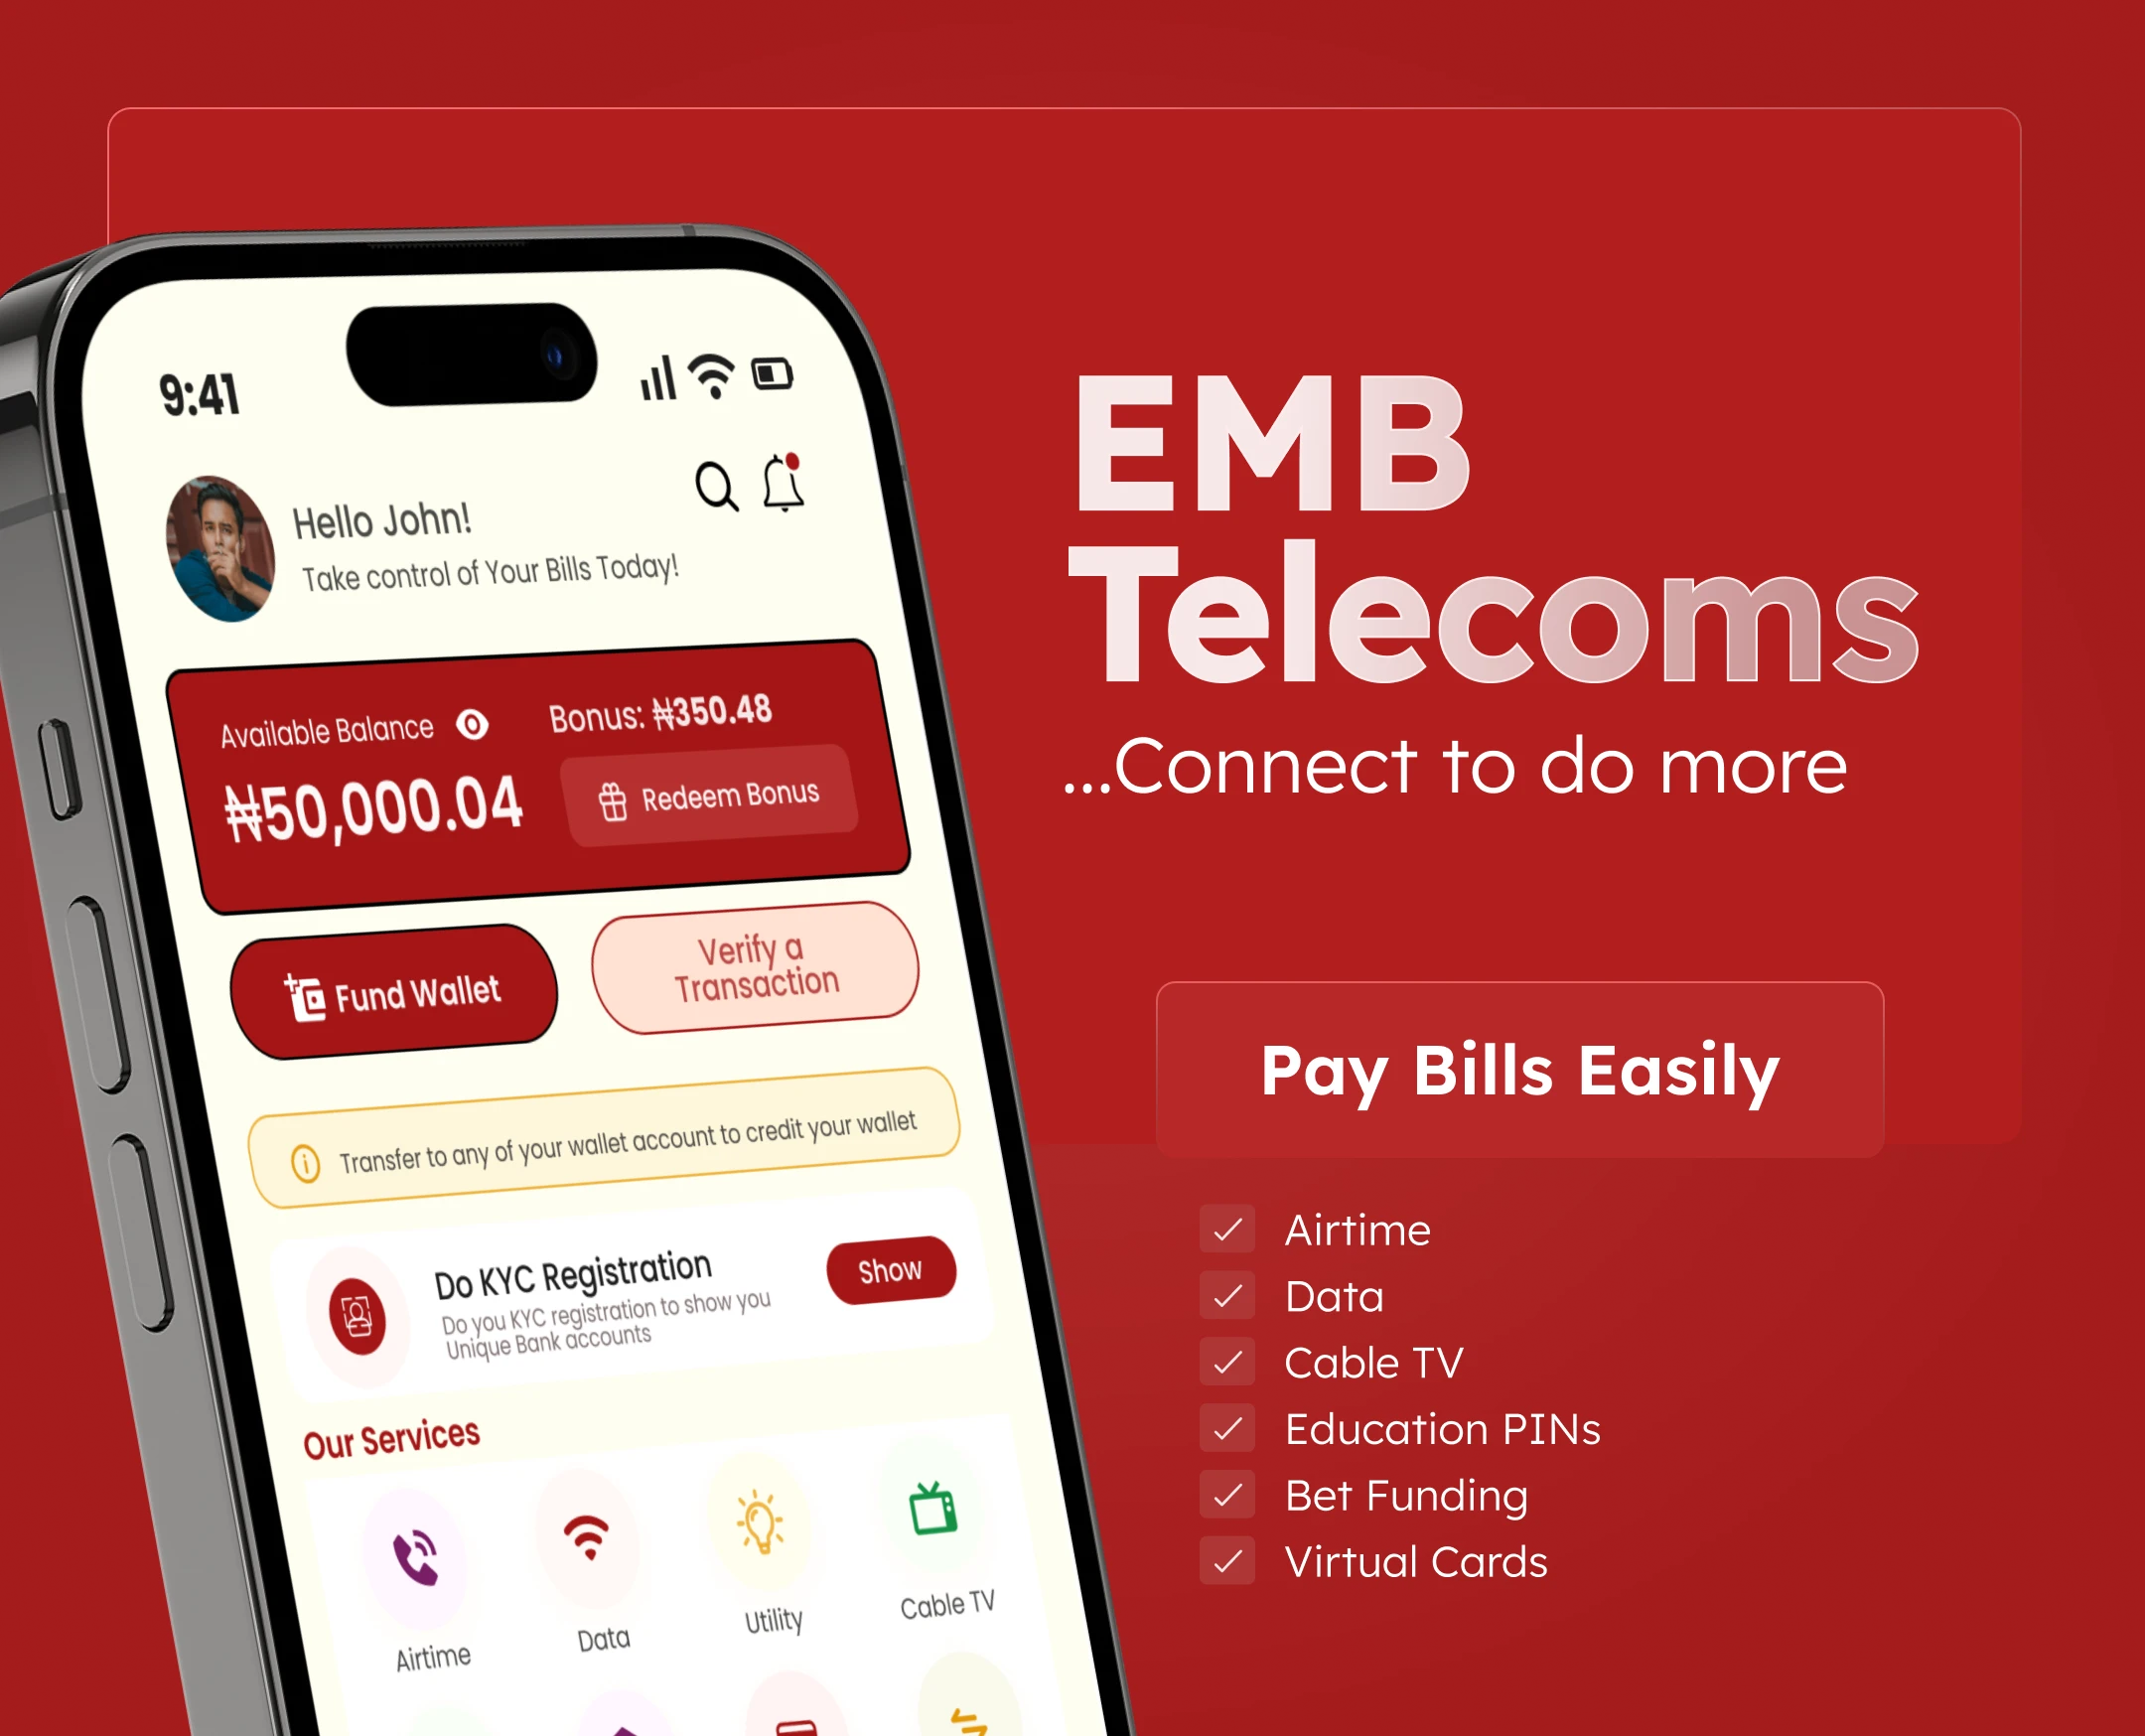 9:41
Hello John!
Take control of Your Bills Today!
Available Balance
Bonus: ₦350.48
₦50,000.04
Redeem Bonus
Fund Wallet
Verify a
Transaction
Transfer to any of your wallet account to credit your wallet
Do KYC Registration
Do you KYC registration to show you
Unique Bank accounts
Show
Our Services
Airtime
Data
Utility
Cable TV
EMB
Telecoms
...Connect to do more
Pay Bills Easily
Airtime
Data
Cable TV
Education PINs
Bet Funding
Virtual Cards